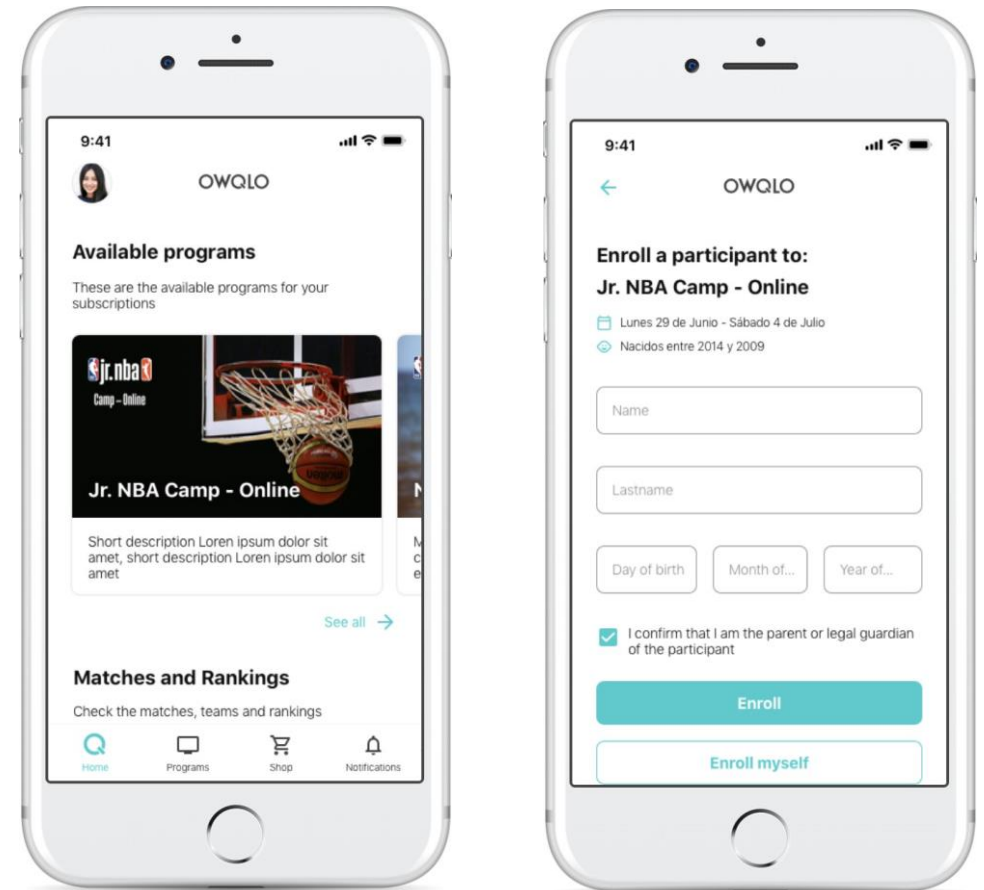 9:41
OWQLO
Available programs
These are the available programs for your
subscriptions
jr.nba
Camp – Online
molten
Jr. NBA Camp - Online
Short description Loren ipsum dolor sit
amet, short description Loren ipsum dolor sit
amet
See all
Matches and Rankings
Check the matches, teams and rankings
Home
Programs
Shop
Notifications
9:41
OWQLO
Enroll a participant to:
Jr. NBA Camp - Online
Lunes 29 de Junio - Sábado 4 de Julio
Nacidos entre 2014 y 2009
Name
Lastname
Day of birth
Month of...
Year of...
I confirm that I am the parent or legal guardian
of the participant
Enroll
Enroll myself